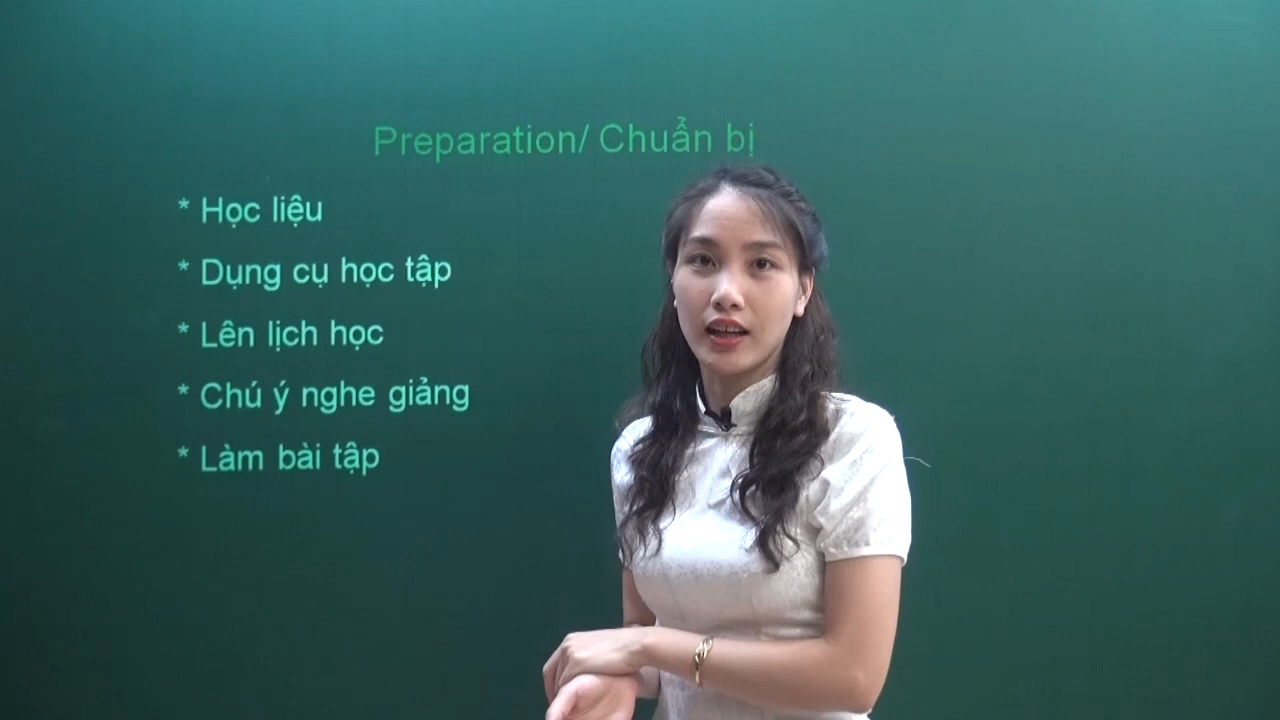 Preparation/ Chuẩn bị
* Học liệu
* Dụng cụ học tập
* Lên lịch học
* Chú ý nghe giảng
* Làm bài tập